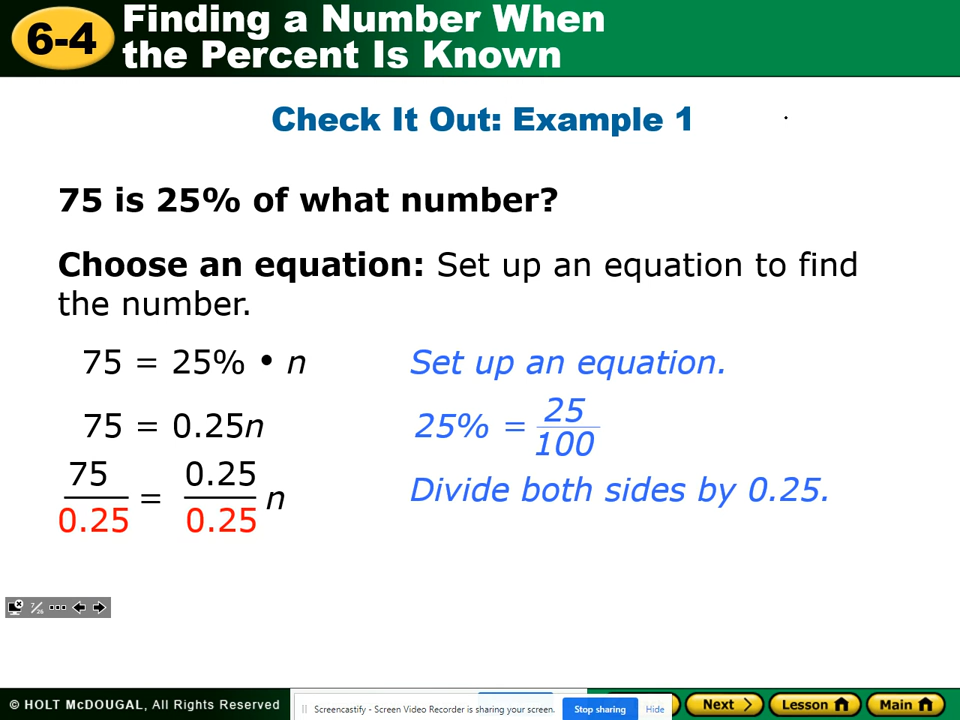 6-4
Finding a Number When
the Percent Is Known
Check It Out: Example 1
75 is 25% of what number?
Choose an equation: Set up an equation to find
the number.
75 = 25% • n Set up an equation.
75 = 0.25n 25% = 25/100
75/0.25 = 0.25/0.25 n Divide both sides by 0.25.
7/26
© HOLT McDOUGAL, All Rights Reserved
Screencastify - Screen Video Recorder is sharing your screen.
Stop sharing
Hide
Next
Lesson
Main